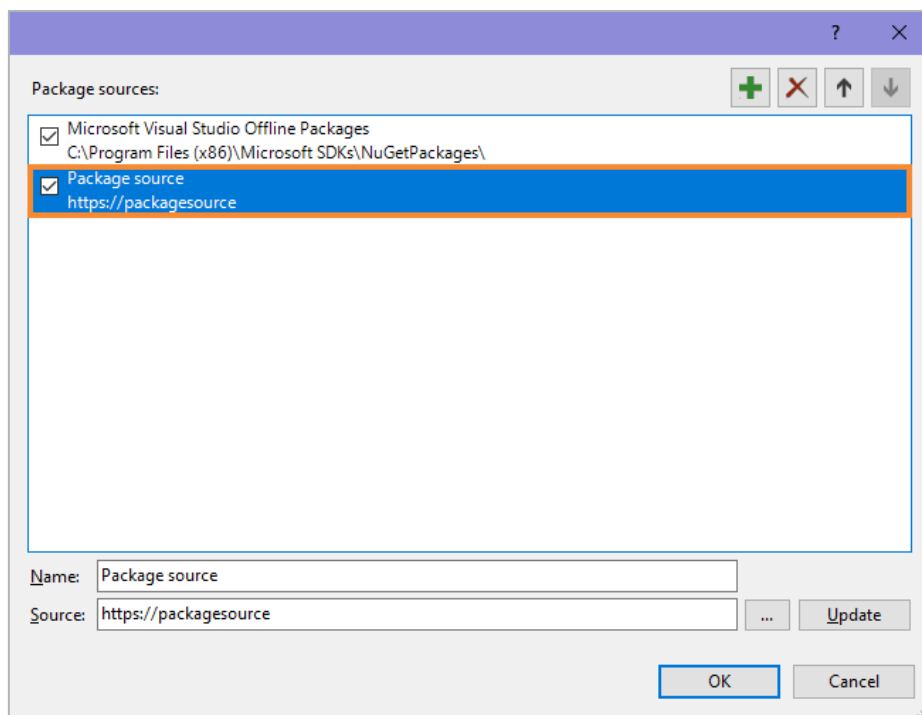 ?
Package sources:
Microsoft Visual Studio Offline Packages
C:\Program Files (x86)\Microsoft SDKs\NuGetPackages\
Package source
https://packagesource
Name: Package source
Source: https://packagesource ... Update
OK Cancel